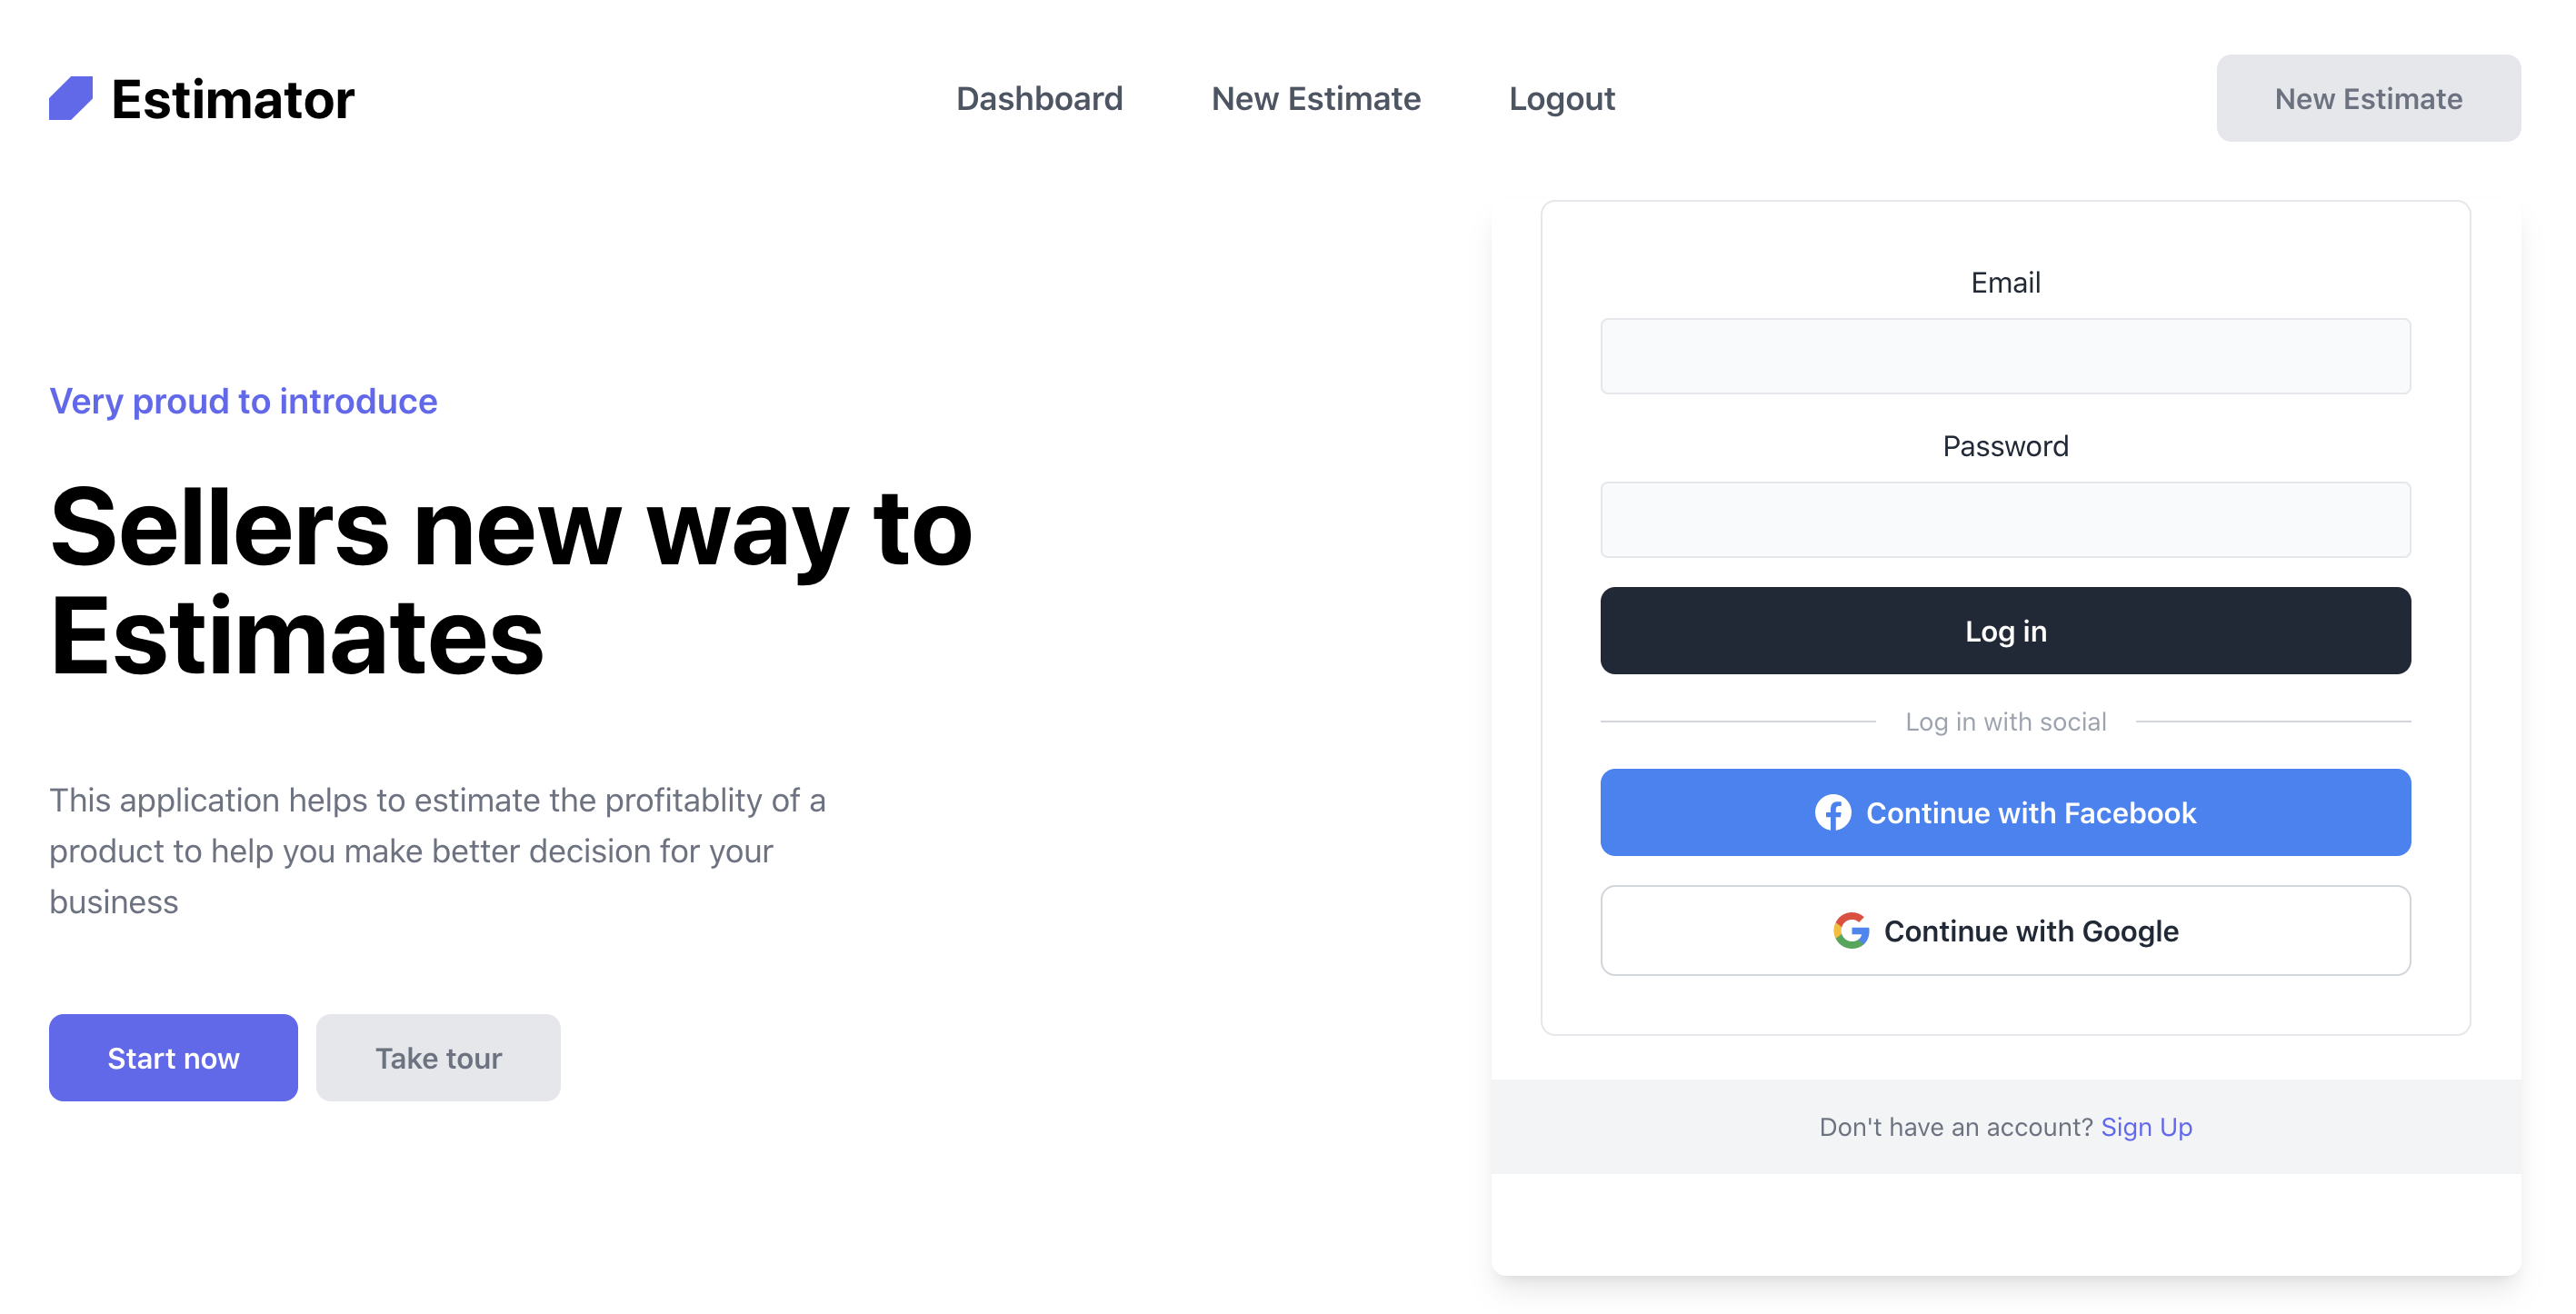 Estimator
Dashboard
New Estimate
Logout
New Estimate
Very proud to introduce
Sellers new way to
Estimates
This application helps to estimate the profitablity of a
product to help you make better decision for your
business
Start now
Take tour
Email
Password
Log in
Log in with social
Continue with Facebook
Continue with Google
Don't have an account? Sign Up